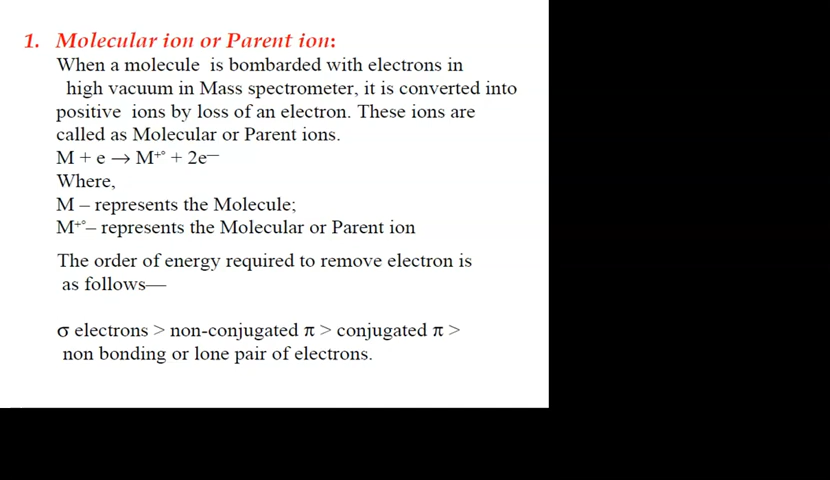 1. Molecular ion or Parent ion:
When a molecule is bombarded with electrons in
high vacuum in Mass spectrometer, it is converted into
positive ions by loss of an electron. These ions are
called as Molecular or Parent ions.
M + e → M⁺° + 2e—
Where,
M – represents the Molecule;
M⁺°– represents the Molecular or Parent ion
The order of energy required to remove electron is
as follows—
σ electrons > non-conjugated π > conjugated π >
non bonding or lone pair of electrons.